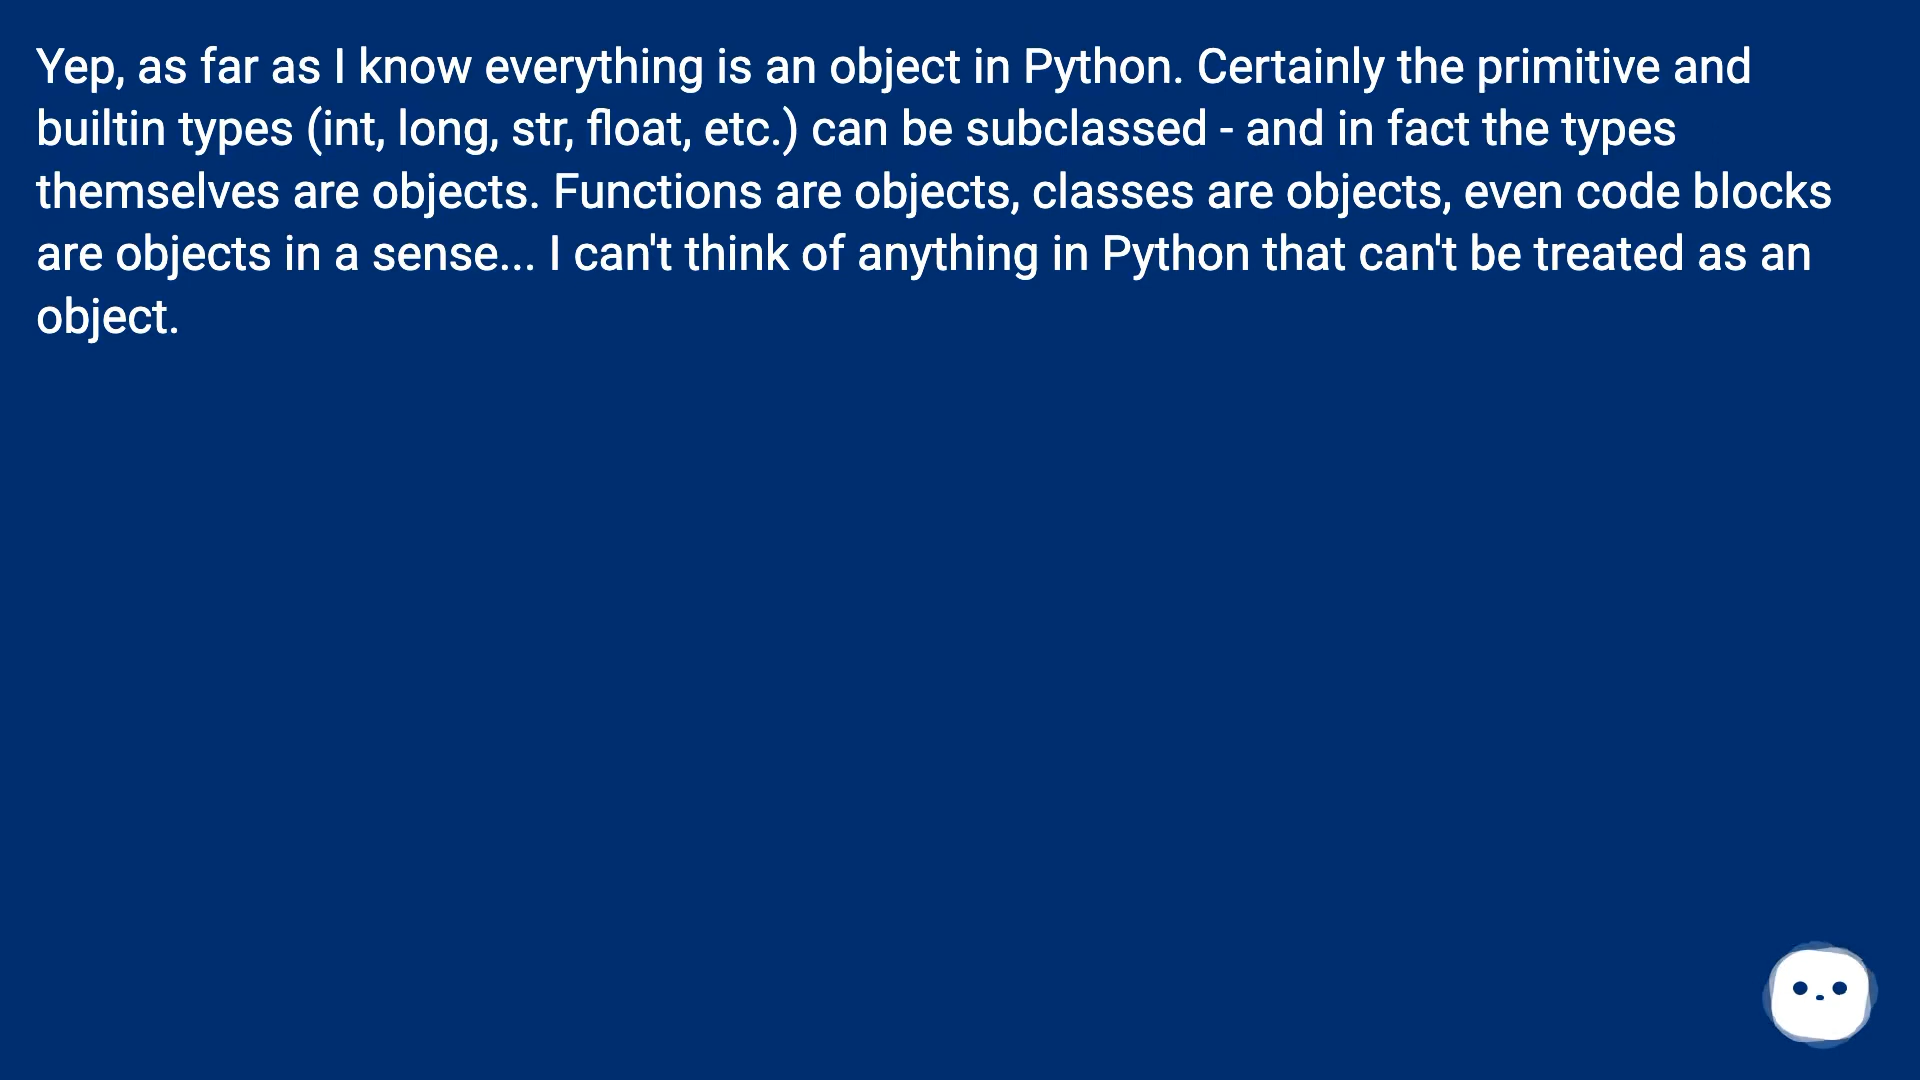 Yep, as far as I know everything is an object in Python. Certainly the primitive and
builtin types (int, long, str, float, etc.) can be subclassed - and in fact the types
themselves are objects. Functions are objects, classes are objects, even code blocks
are objects in a sense... I can't think of anything in Python that can't be treated as an
object.